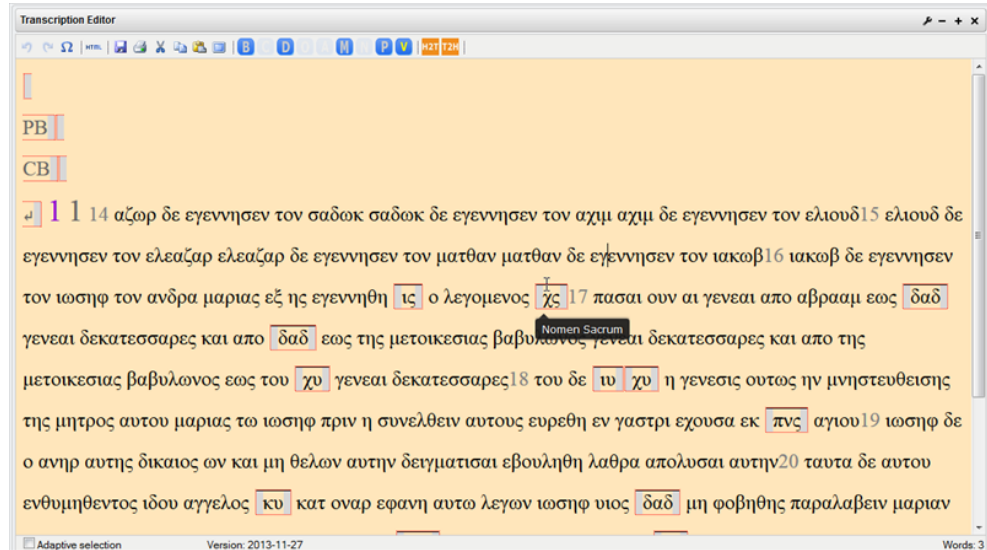 Transcription Editor
HTML B D M P V H2T T2H
PB
CB
1 1 14 αζωρ δε εγεννησεν τον σαδωκ σαδωκ δε εγεννησεν τον αχιμ αχιμ δε εγεννησεν τον ελιουδ15 ελιουδ δε
εγεννησεν τον ελεαζαρ ελεαζαρ δε εγεννησεν τον ματθαν ματθαν δε εγεννησεν τον ιακωβ16 ιακωβ δε εγεννησεν
τον ιωσηφ τον ανδρα μαριας εξ ης εγεννηθη ις ο λεγομενος χς 17 πασαι ουν αι γενεαι απο αβρααμ εως δαδ
Nomen Sacrum
γενεαι δεκατεσσαρες και απο δαδ εως της μετοικεσιας βαβυλωνος γενεαι δεκατεσσαρες και απο της
μετοικεσιας βαβυλωνος εως του χυ γενεαι δεκατεσσαρες18 του δε ιυ χυ η γενεσις ουτως ην μνηστευθεισης
της μητρος αυτου μαριας τω ιωσηφ πριν η συνελθειν αυτους ευρεθη εν γαστρι εχουσα εκ πνς αγιου19 ιωσηφ δε
ο ανηρ αυτης δικαιος ων και μη θελων αυτην δειγματισαι εβουληθη λαθρα απολυσαι αυτην20 ταυτα δε αυτου
ενθυμηθεντος ιδου αγγελος κυ κατ οναρ εφανη αυτω λεγων ιωσηφ υιος δαδ μη φοβηθης παραλαβειν μαριαν
Adaptive selection Version: 2013-11-27 Words: 3